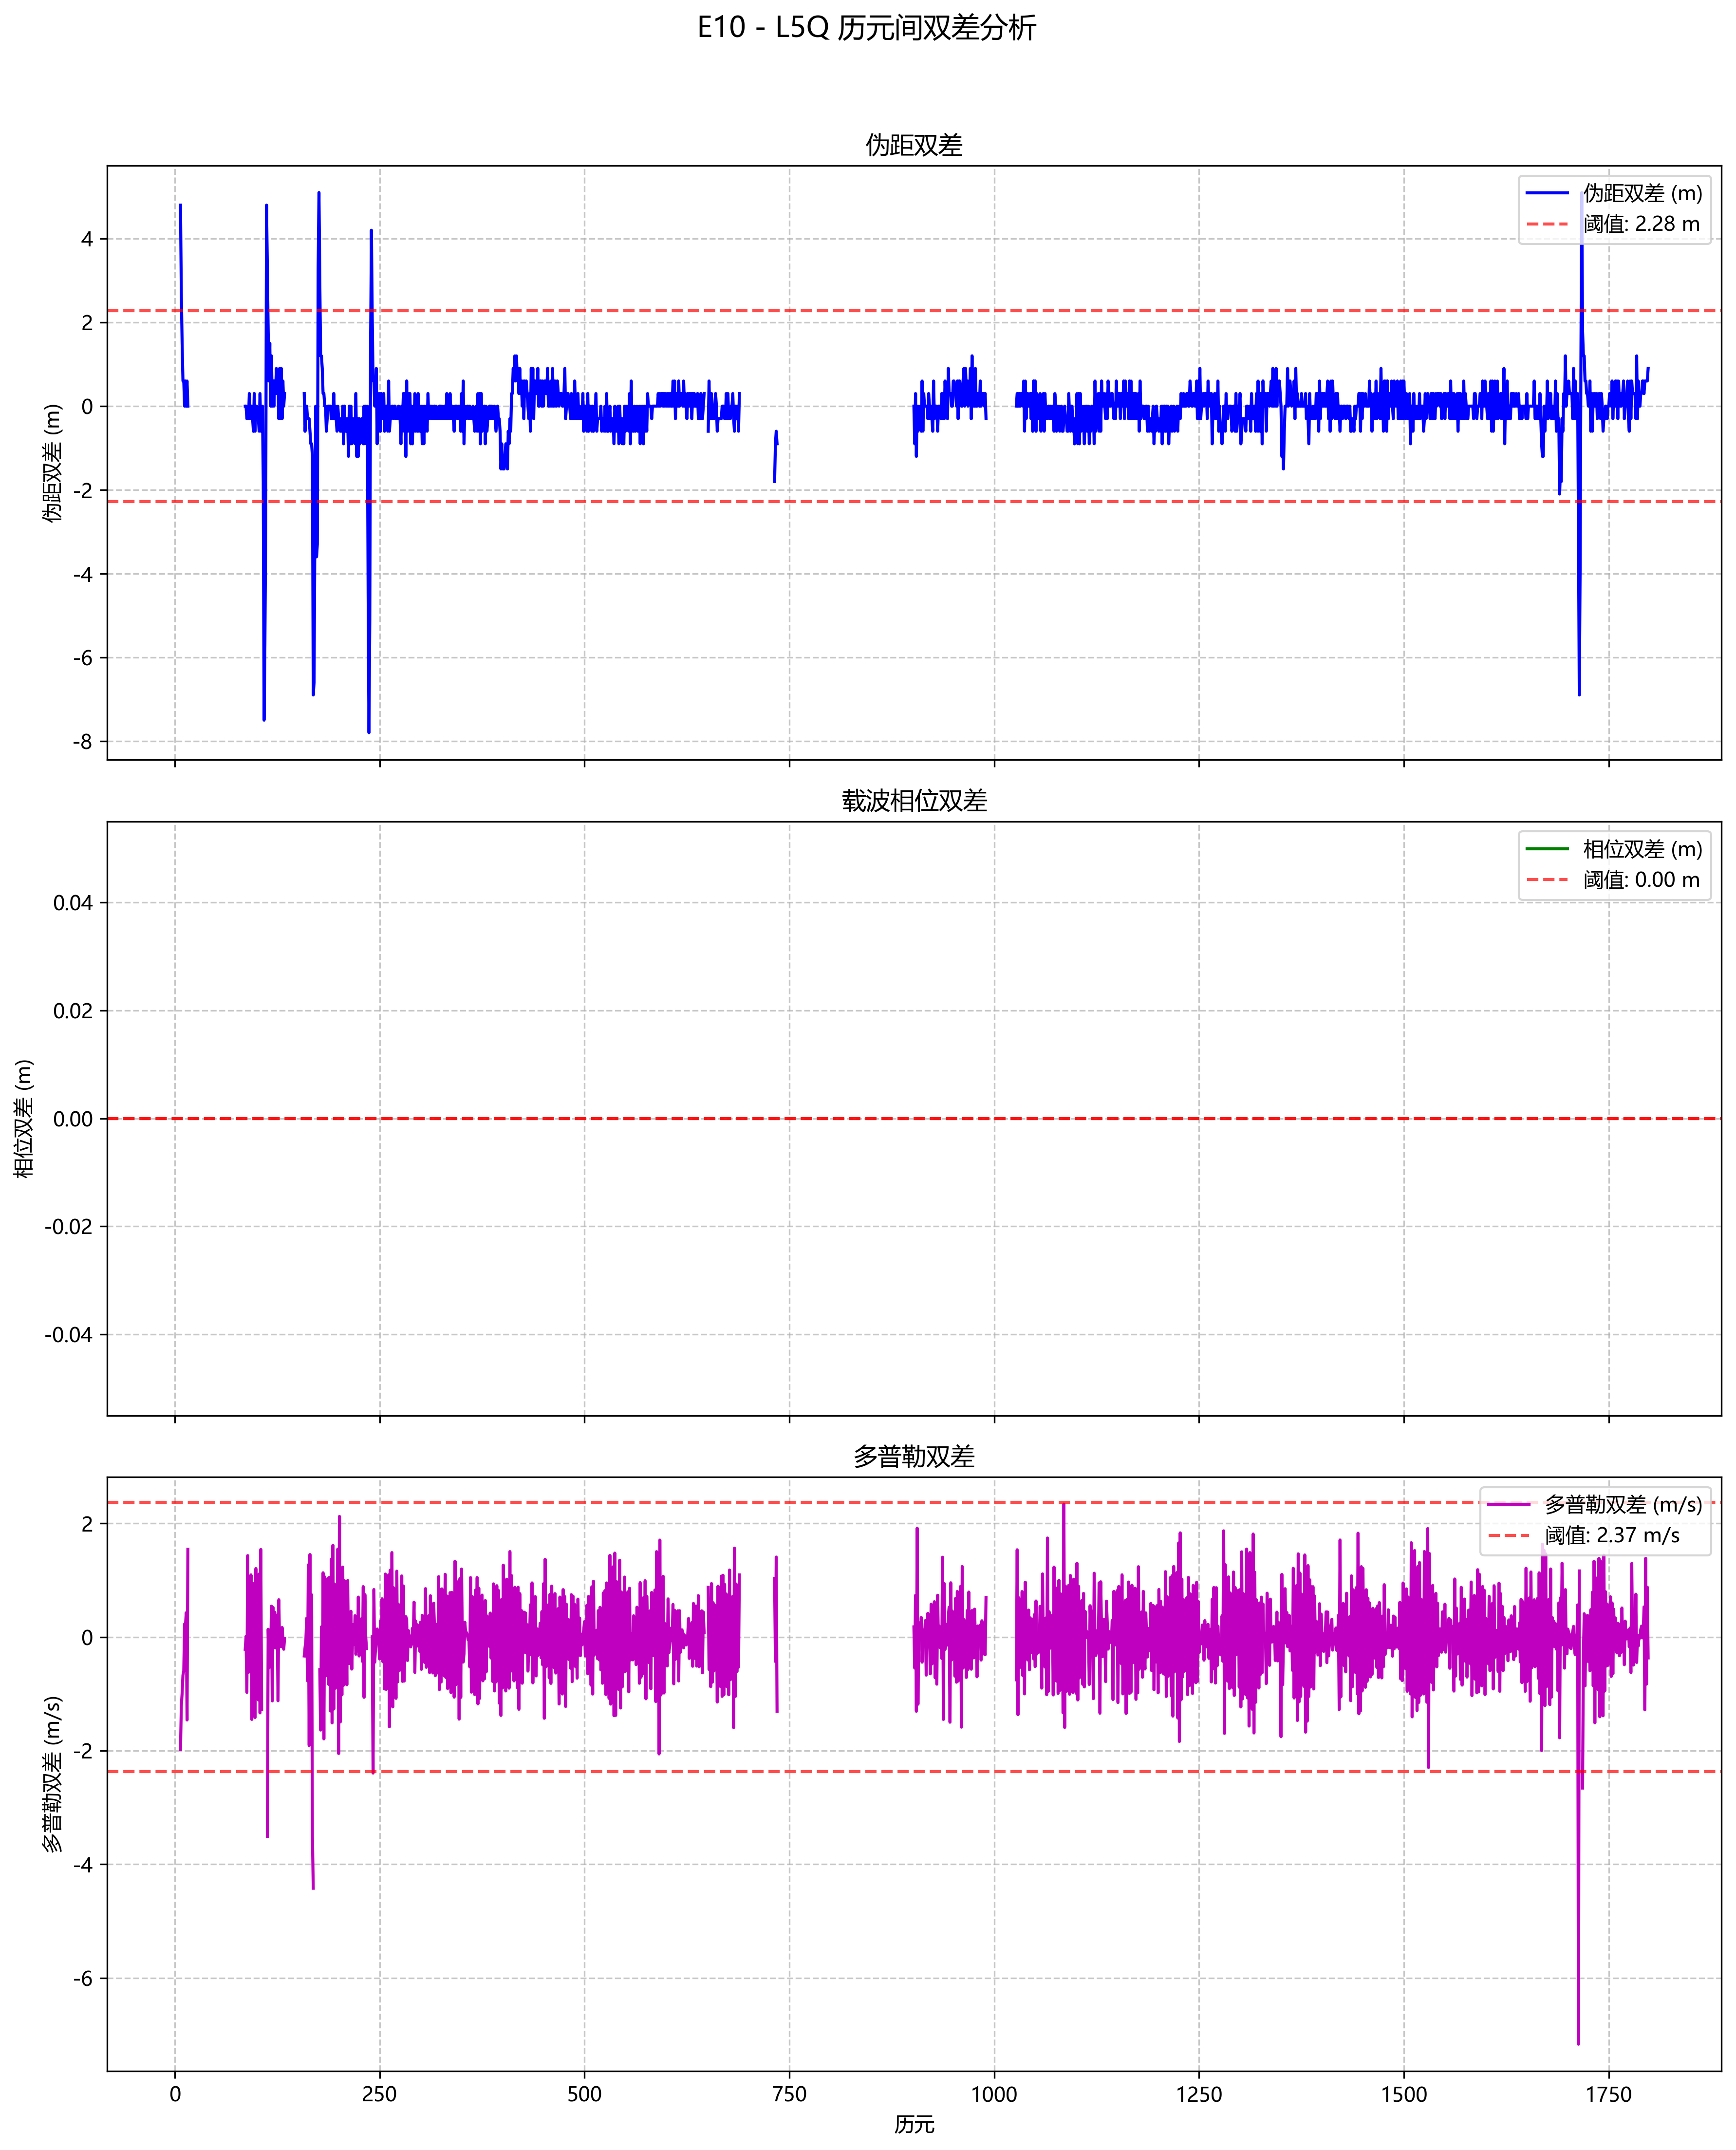 E10 - L5Q 历元间双差分析
伪距双差
伪距双差 (m)
阈值: 2.28 m
4
2
0
-2
-4
-6
-8
伪距双差 (m)
载波相位双差
相位双差 (m)
阈值: 0.00 m
0.04
0.02
0.00
-0.02
-0.04
相位双差 (m)
多普勒双差
多普勒双差 (m/s)
阈值: 2.37 m/s
2
0
-2
-4
-6
多普勒双差 (m/s)
0 250 500 750 1000 1250 1500 1750
历元